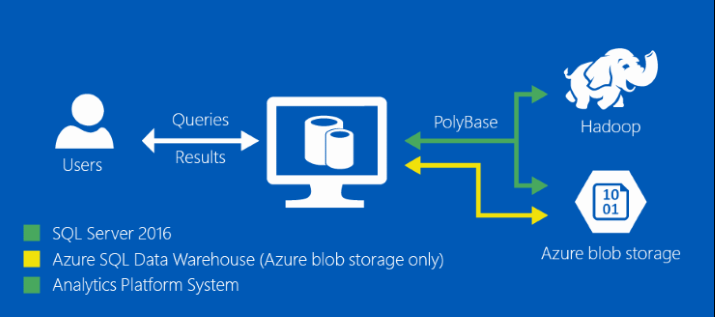 Queries
PolyBase
Hadoop
Users
Results
10
01
SQL Server 2016
Azure SQL Data Warehouse (Azure blob storage only)
Azure blob storage
Analytics Platform System